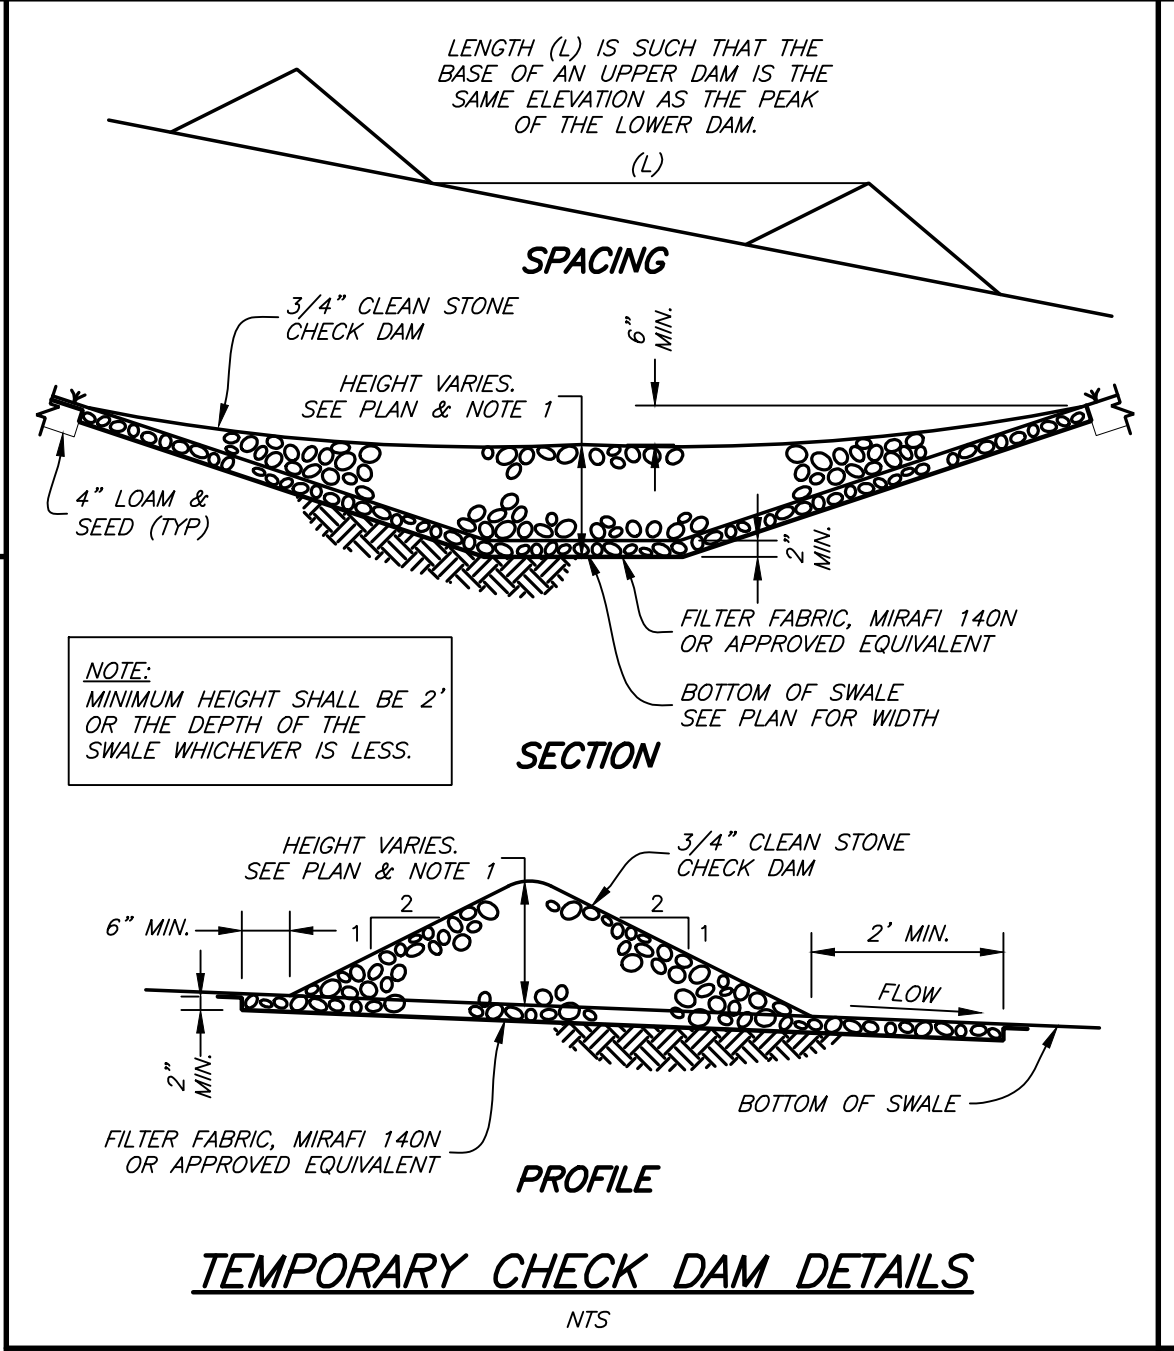 LENGTH (L) IS SUCH THAT THE
BASE OF AN UPPER DAM IS THE
SAME ELEVATION AS THE PEAK
OF THE LOWER DAM.
(L)
SPACING
3/4" CLEAN STONE
CHECK DAM
6"
MIN.
HEIGHT VARIES.
SEE PLAN & NOTE 1
4" LOAM &
SEED (TYP)
2"
MIN.
FILTER FABRIC, MIRAFI 140N
OR APPROVED EQUIVALENT
BOTTOM OF SWALE
SEE PLAN FOR WIDTH
NOTE:
MINIMUM HEIGHT SHALL BE 2'
OR THE DEPTH OF THE
SWALE WHICHEVER IS LESS.
SECTION
HEIGHT VARIES.
SEE PLAN & NOTE 1
3/4" CLEAN STONE
CHECK DAM
2
1
2
1
6" MIN.
2' MIN.
FLOW
2"
MIN.
BOTTOM OF SWALE
FILTER FABRIC, MIRAFI 140N
OR APPROVED EQUIVALENT
PROFILE
TEMPORARY CHECK DAM DETAILS
NTS